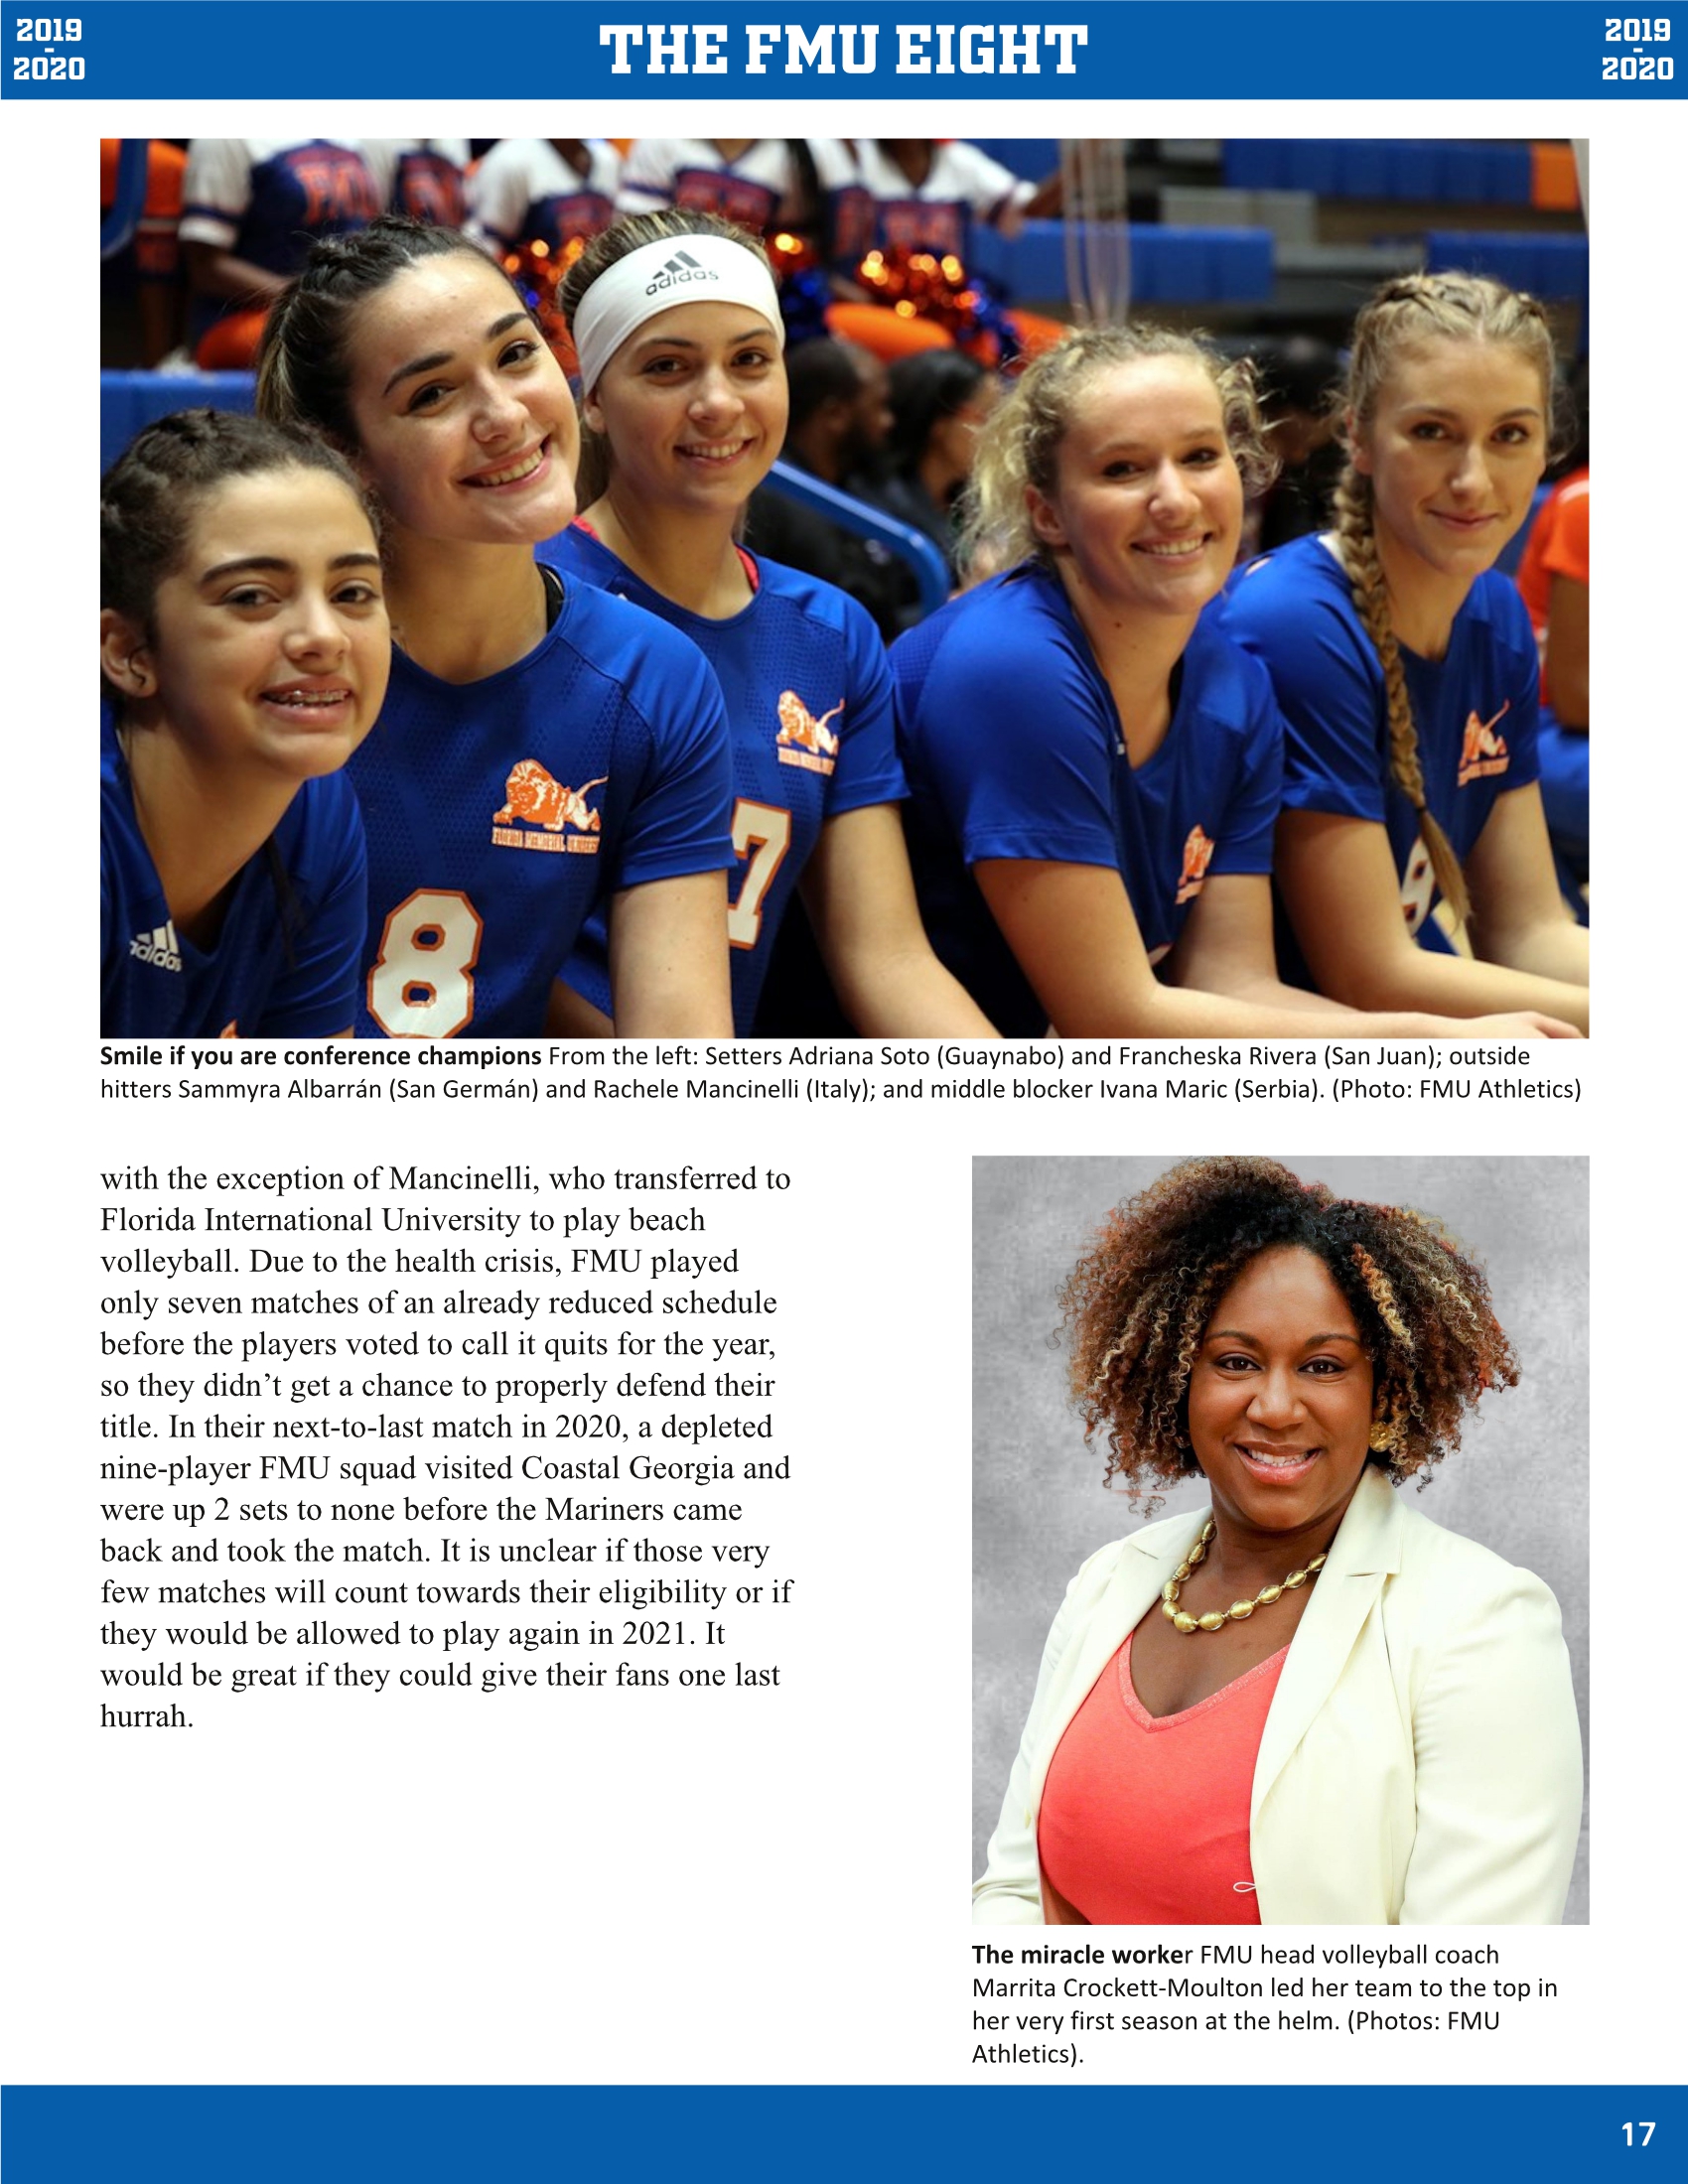 2019
-
2020
THE FMU EIGHT
2019
-
2020
adidas
FLORIDA MEMORIAL UNIVERSITY
8
7
9
adidas
Smile if you are conference champions From the left: Setters Adriana Soto (Guaynabo) and Francheska Rivera (San Juan); outside
hitters Sammyra Albarrán (San Germán) and Rachele Mancinelli (Italy); and middle blocker Ivana Maric (Serbia). (Photo: FMU Athletics)
with the exception of Mancinelli, who transferred to
Florida International University to play beach
volleyball. Due to the health crisis, FMU played
only seven matches of an already reduced schedule
before the players voted to call it quits for the year,
so they didn’t get a chance to properly defend their
title. In their next-to-last match in 2020, a depleted
nine-player FMU squad visited Coastal Georgia and
were up 2 sets to none before the Mariners came
back and took the match. It is unclear if those very
few matches will count towards their eligibility or if
they would be allowed to play again in 2021. It
would be great if they could give their fans one last
hurrah.
The miracle worker FMU head volleyball coach
Marrita Crockett-Moulton led her team to the top in
her very first season at the helm. (Photos: FMU
Athletics).
17